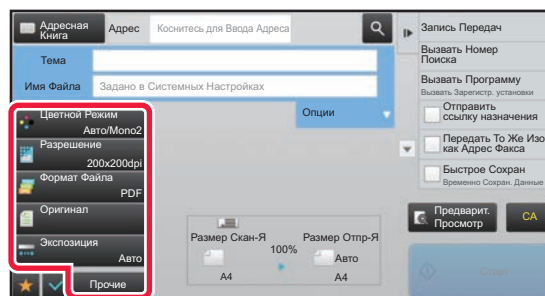 Адресная
Книга
Адрес
Коснитесь для Ввода Адреса
Тема
Имя Файла
Задано в Системных Настройках
Опции
Цветной Режим
Авто/Mono2
Разрешение
200x200dpi
Формат Файла
PDF
Оригинал
Экспозиция
Авто
Прочие
Размер Скан-Я
100%
Размер Отпр-Я
A4
Авто
A4
Запись Передач
Вызвать Номер
Поиска
Вызвать Программу
Вызвать Зарегистр. установки
Отправить
ссылку назначения
Передать То Же Изо
как Адрес Факса
Быстрое Сохран
Временно Сохран. Данные
Предварит.
Просмотр
CA